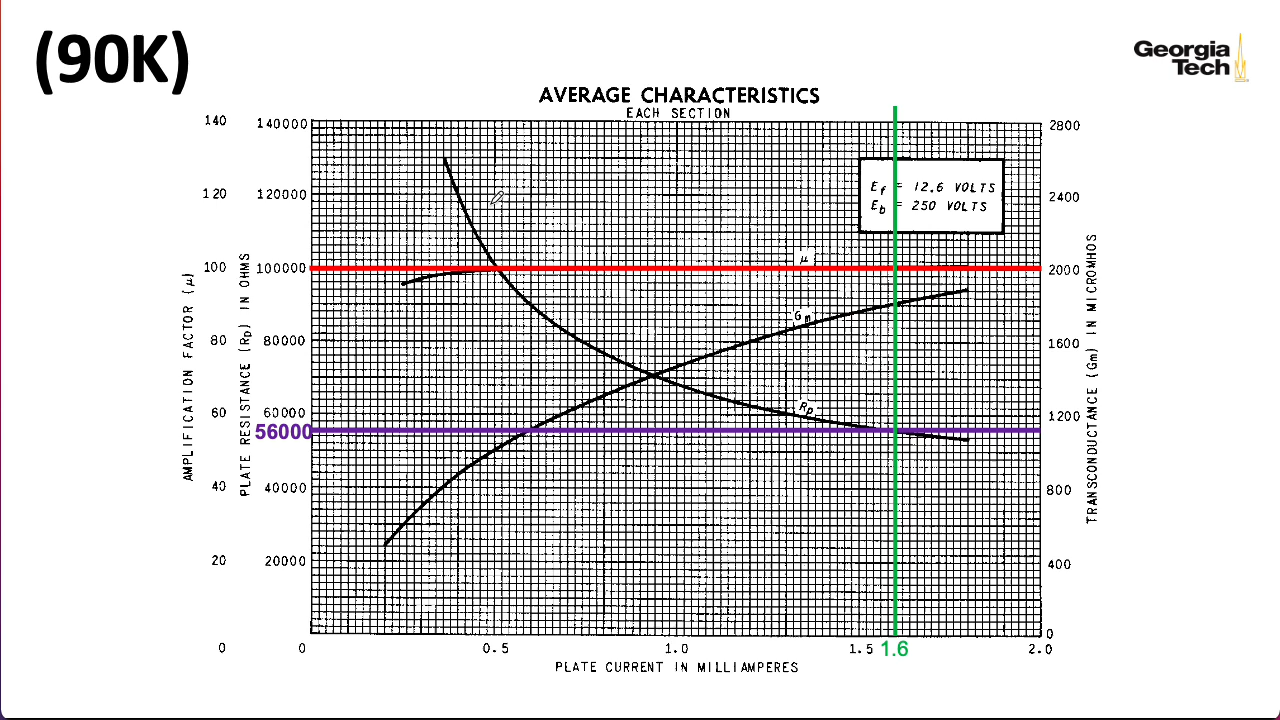 (90K)
Georgia
Tech
AVERAGE CHARACTERISTICS
EACH SECTION
140
120
100
80
60
40
20
0
AMPLIFICATION FACTOR (μ)
140000
120000
100000
80000
60000
56000
40000
20000
PLATE RESISTANCE (Rp) IN OHMS
Ef = 12.6 VOLTS
Eb = 250 VOLTS
μ
Gm
Rp
2800
2400
2000
1600
1200
800
400
0
TRANSCONDUCTANCE (Gm) IN MICROMHOS
0 0.5 1.0 1.5 1.6 2.0
PLATE CURRENT IN MILLIAMPERES